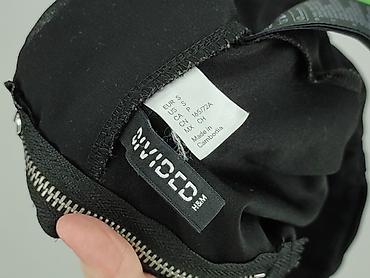 EUR S
US S
CA P
CN 165/72A
MX CH
Made in
Cambodia
DIVIDED
H&M